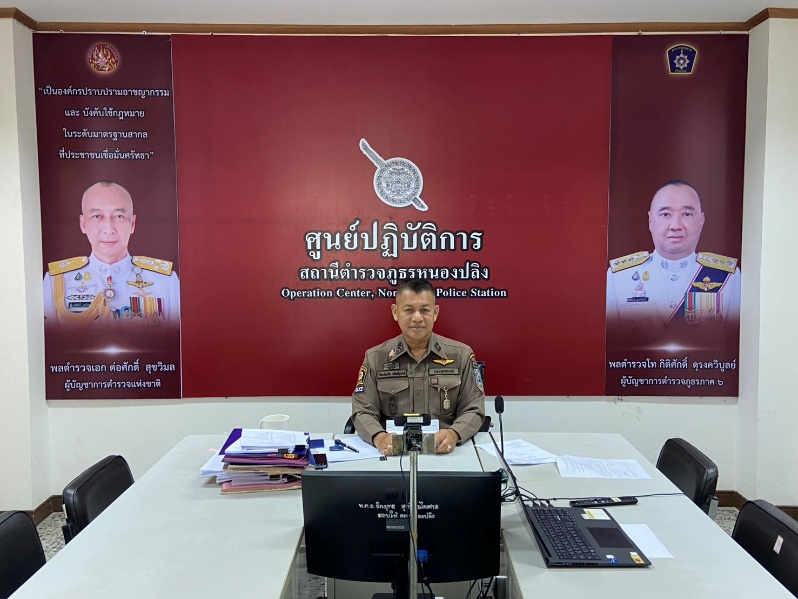 “เป็นองค์กรปราบปรามอาชญากรรม
และ บังคับใช้กฎหมาย
ในระดับมาตรฐานสากล
ที่ประชาชนเชื่อมั่นศรัทธา”
พลตำรวจเอก ต่อศักดิ์ สุขวิมล
ผู้บัญชาการตำรวจแห่งชาติ
ศูนย์ปฏิบัติการ
สถานีตำรวจภูธรหนองปลิง
Operation Center, Police Station
พลตำรวจโท กิติศักดิ์ ดุรงควิบูลย์
ผู้บัญชาการตำรวจภูธรภาค ๖